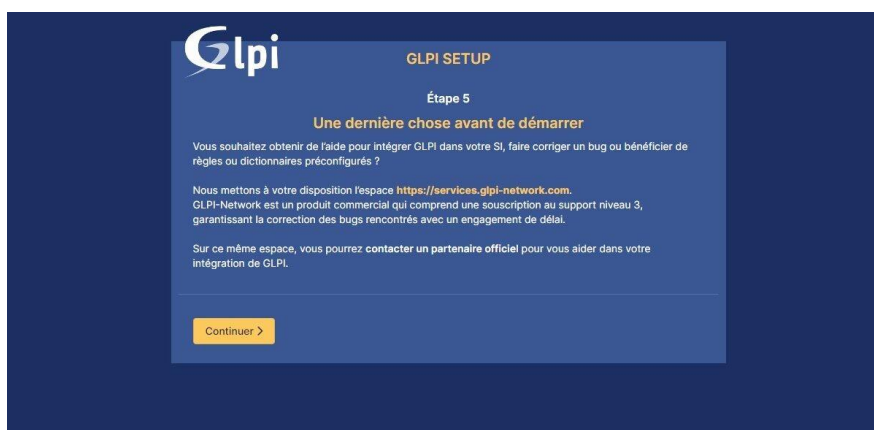 Glpi
GLPI SETUP
Étape 5
Une dernière chose avant de démarrer
Vous souhaitez obtenir de l'aide pour intégrer GLPI dans votre SI, faire corriger un bug ou bénéficier de
règles ou dictionnaires préconfigurés ?
Nous mettons à votre disposition l'espace https://services.glpi-network.com.
GLPI-Network est un produit commercial qui comprend une souscription au support niveau 3,
garantissant la correction des bugs rencontrés avec un engagement de délai.
Sur ce même espace, vous pourrez contacter un partenaire officiel pour vous aider dans votre
intégration de GLPI.
Continuer >